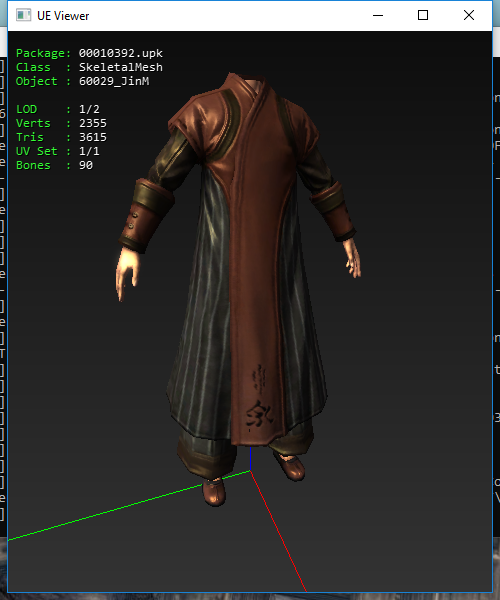 UE Viewer
Package: 00010392.upk
Class : SkeletalMesh
Object : 60029_JinM
LOD : 1/2
Verts : 2355
Tris : 3615
UV Set : 1/1
Bones : 90